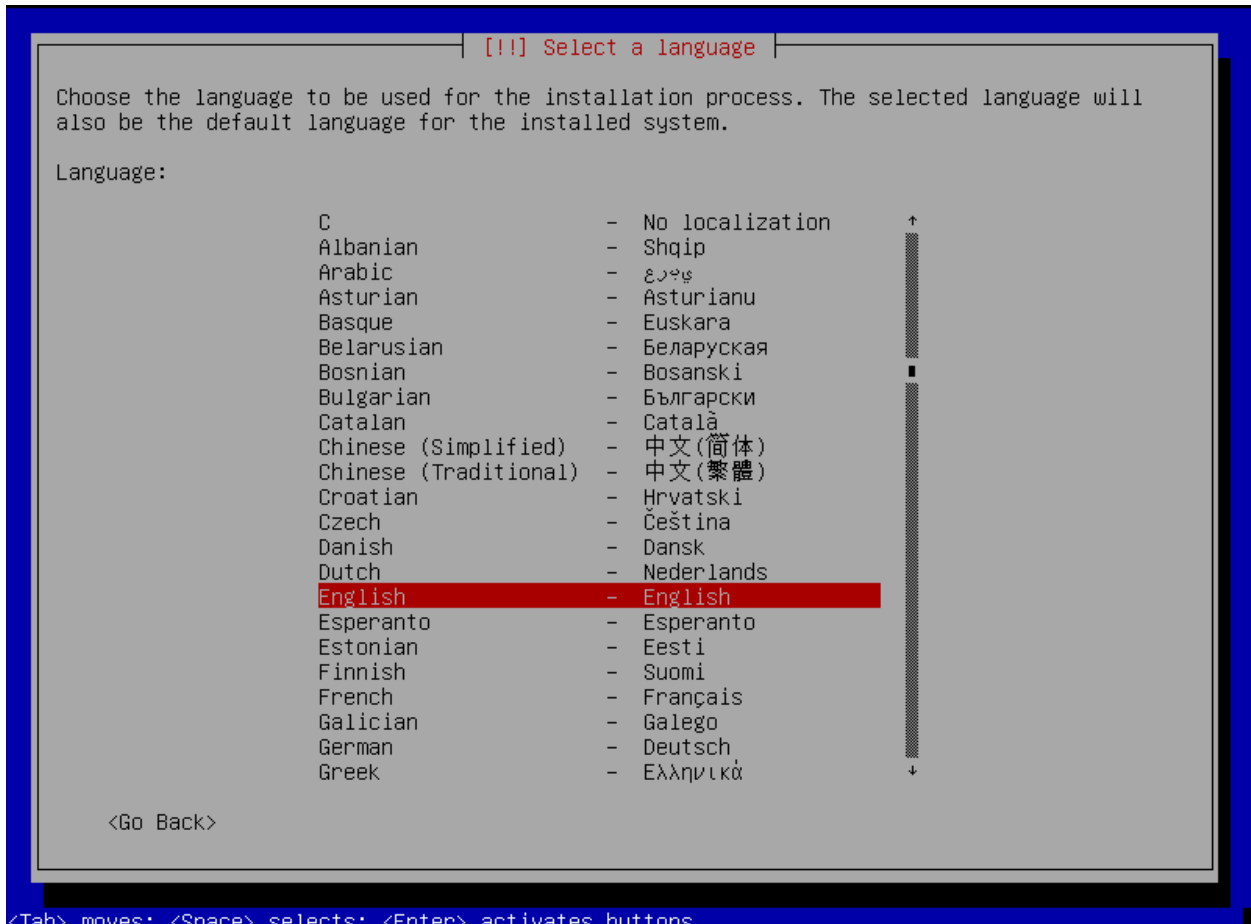 [!!] Select a language
Choose the language to be used for the installation process. The selected language will
also be the default language for the installed system.
Language:
C - No localization
Albanian - Shqip
Arabic - عربي
Asturian - Asturianu
Basque - Euskara
Belarusian - Беларуская
Bosnian - Bosanski
Bulgarian - Български
Catalan - Català
Chinese (Simplified) - 中文(简体)
Chinese (Traditional) - 中文(繁體)
Croatian - Hrvatski
Czech - Čeština
Danish - Dansk
Dutch - Nederlands
English - English
Esperanto - Esperanto
Estonian - Eesti
Finnish - Suomi
French - Français
Galician - Galego
German - Deutsch
Greek - Ελληνικά
<Go Back>
<Tab> moves; <Space> selects; <Enter> activates buttons